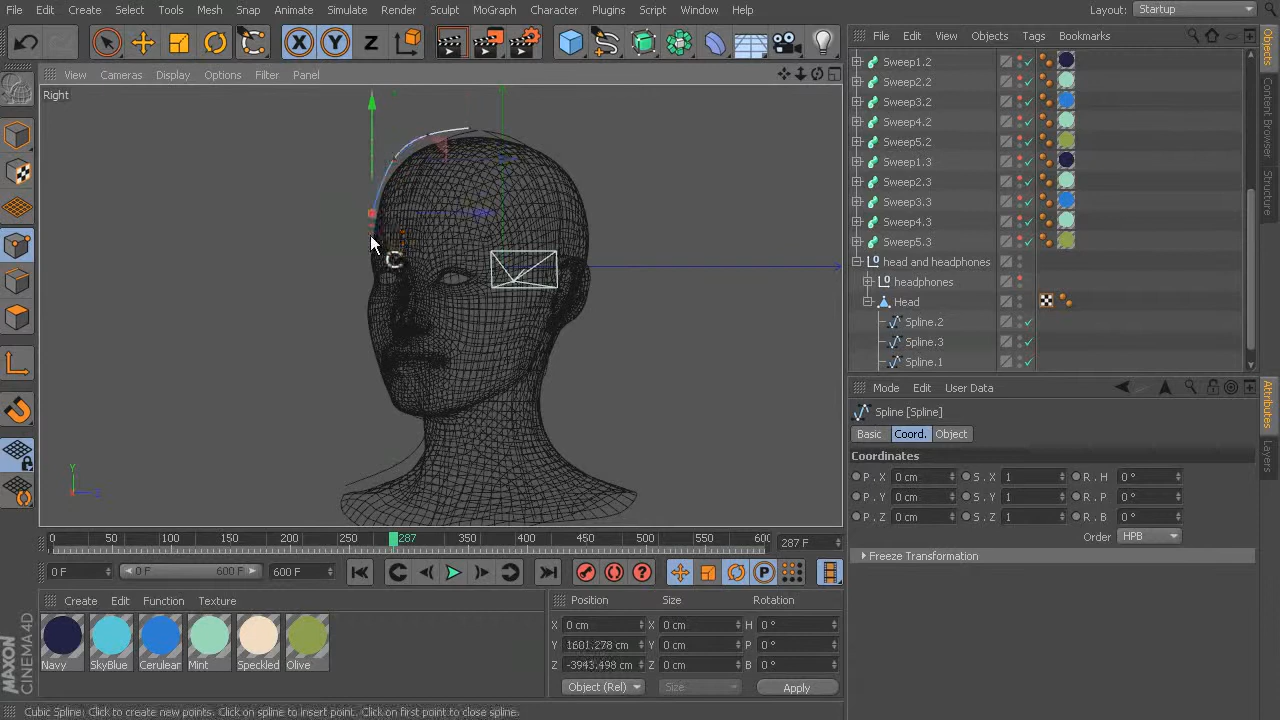 File Edit Create Select Mesh Snap Animate Simulate Render Sculpt MoGraph Character Plugins Script Window Help Layout: Startup
X Y Z
View Cameras Display Options Filter Panel
File Edit View Objects Tags Bookmarks
Right
Sweep1.2
Sweep2.2
Sweep3.2
Sweep4.2
Sweep5.2
Sweep1.3
Sweep2.3
Sweep3.3
Sweep4.3
Sweep5.3
head and headphones
headphones
Head
Spline.2
Spline.3
Spline.1
Objects
Content Browser
Structure
Mode Edit User Data
Spline [Spline]
Basic Coord. Object
Coordinates
P . X 0 cm S . X 1 R . H 0 °
P . Y 0 cm S . Y 1 R . P 0 °
P . Z 0 cm S . Z 1 R . B 0 °
Order HPB
Freeze Transformation
Attributes
Layers
Y
0 50 100 150 200 250 287 350 400 450 500 550 600 287 F
0 F 0 F 600 F 600 F
Create Edit Function Texture
Navy SkyBlue Cerulean Mint Speckled Olive
Position Size Rotation
X 0 cm X 0 cm H 0 °
Y 1601.278 cm Y 0 cm P 0 °
Z -3943.498 cm Z 0 cm B 0 °
Object (Rel) Size Apply
MAXON
CINEMA 4D
Cubic Spline: Click to create new points. Click on spline to insert point. Click on first point to close spline.